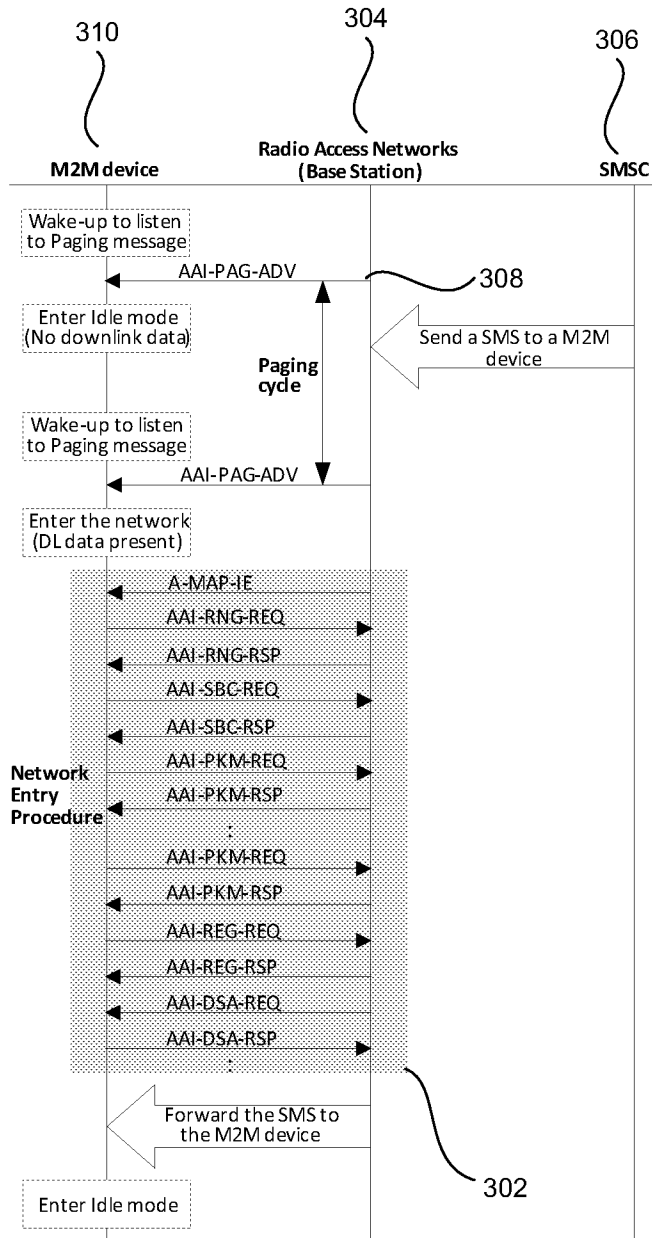 310
304
306
M2M device
Radio Access Networks
(Base Station)
SMSC
Wake-up to listen
to Paging message
AAI-PAG-ADV
308
Enter Idle mode
(No downlink data)
Send a SMS to a M2M
device
Paging
cycle
Wake-up to listen
to Paging message
AAI-PAG-ADV
Enter the network
(DL data present)
A-MAP-IE
AAI-RNG-REQ
AAI-RNG-RSP
AAI-SBC-REQ
AAI-SBC-RSP
Network
Entry
Procedure
AAI-PKM-REQ
AAI-PKM-RSP
:
AAI-PKM-REQ
AAI-PKM-RSP
AAI-REG-REQ
AAI-REG-RSP
AAI-DSA-REQ
AAI-DSA-RSP
:
Forward the SMS to
the M2M device
302
Enter Idle mode